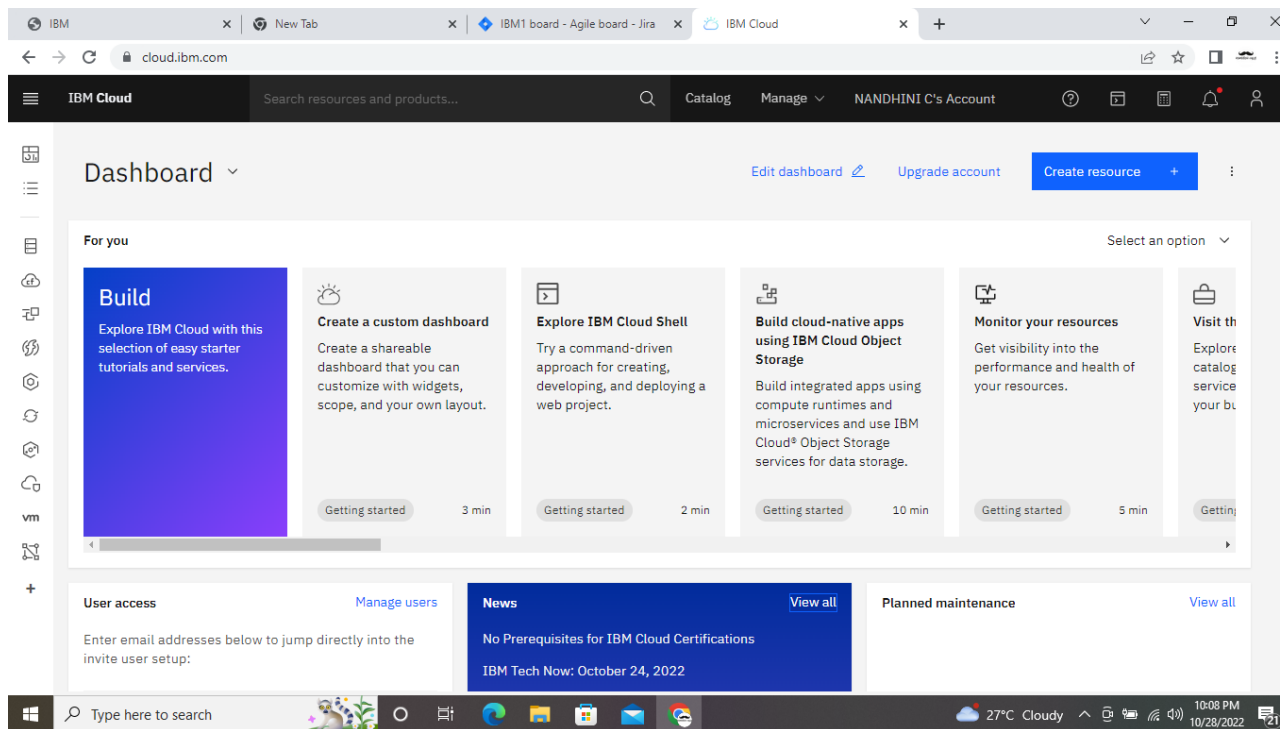 IBM
New Tab
IBM1 board - Agile board - Jira
IBM Cloud
cloud.ibm.com
IBM Cloud
Search resources and products...
Catalog
Manage
NANDHINI C's Account
Dashboard
Edit dashboard
Upgrade account
Create resource +
For you
Select an option
Build
Explore IBM Cloud with this
selection of easy starter
tutorials and services.
Create a custom dashboard
Create a shareable
dashboard that you can
customize with widgets,
scope, and your own layout.
Getting started
3 min
Explore IBM Cloud Shell
Try a command-driven
approach for creating,
developing, and deploying a
web project.
Getting started
2 min
Build cloud-native apps
using IBM Cloud Object
Storage
Build integrated apps using
compute runtimes and
microservices and use IBM
Cloud® Object Storage
services for data storage.
Getting started
10 min
Monitor your resources
Get visibility into the
performance and health of
your resources.
Getting started
5 min
Visit th
Explore
catalog
service
your bu
Getting
vm
User access
Manage users
Enter email addresses below to jump directly into the
invite user setup:
News
View all
No Prerequisites for IBM Cloud Certifications
IBM Tech Now: October 24, 2022
Planned maintenance
View all
Type here to search
27°C Cloudy
10:08 PM
10/28/2022
21